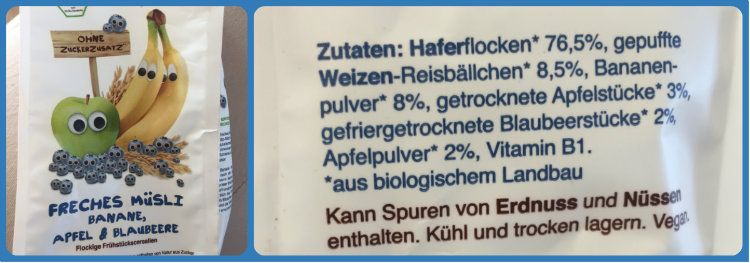 OHNE
ZUCKERZUSATZ
FRECHES MÜSLI
BANANE,
APFEL & BLAUBEERE
Flockige Frühstückscerealien
Zutaten: Haferflocken* 76,5%, gepuffte
Weizen-Reisbällchen* 8,5%, Bananen-
pulver* 8%, getrocknete Apfelstücke* 3%,
gefriergetrocknete Blaubeerstücke* 2%,
Apfelpulver* 2%, Vitamin B1.
*aus biologischem Landbau
Kann Spuren von Erdnuss und Nüssen
enthalten. Kühl und trocken lagern. Vegan.